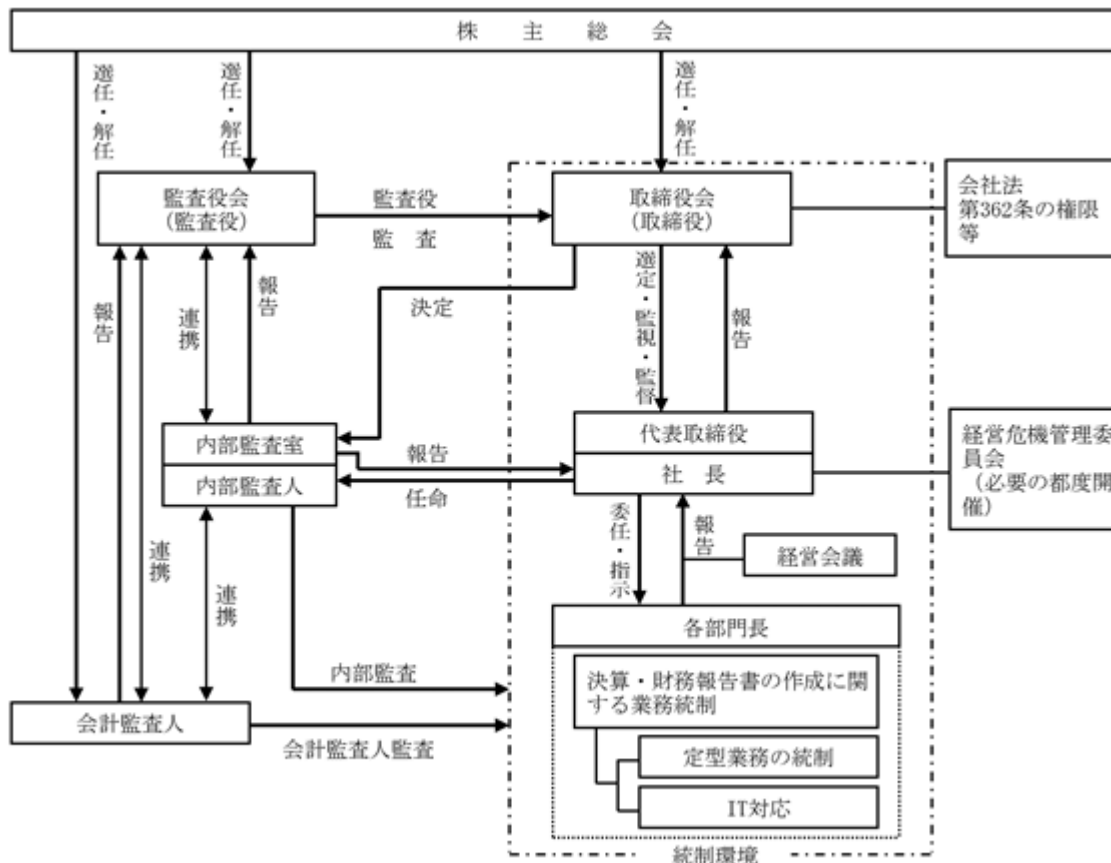 株主総会
選任・解任
選任・解任
選任・解任
監査役会
(監査役)
監査役
監 査
取締役会
(取締役)
会社法
第362条の権限
等
報告
連携
報告
決定
選定・監視・監督
報告
内部監査室
内部監査人
報告
任命
代表取締役
社 長
経営危機管理委
員会
（必要の都度開
催）
連携
連携
委任・指示
報告
経営会議
各部門長
内部監査
決算・財務報告書の作成に関
する業務統制
会計監査人
会計監査人監査
定型業務の統制
IT対応
統制環境